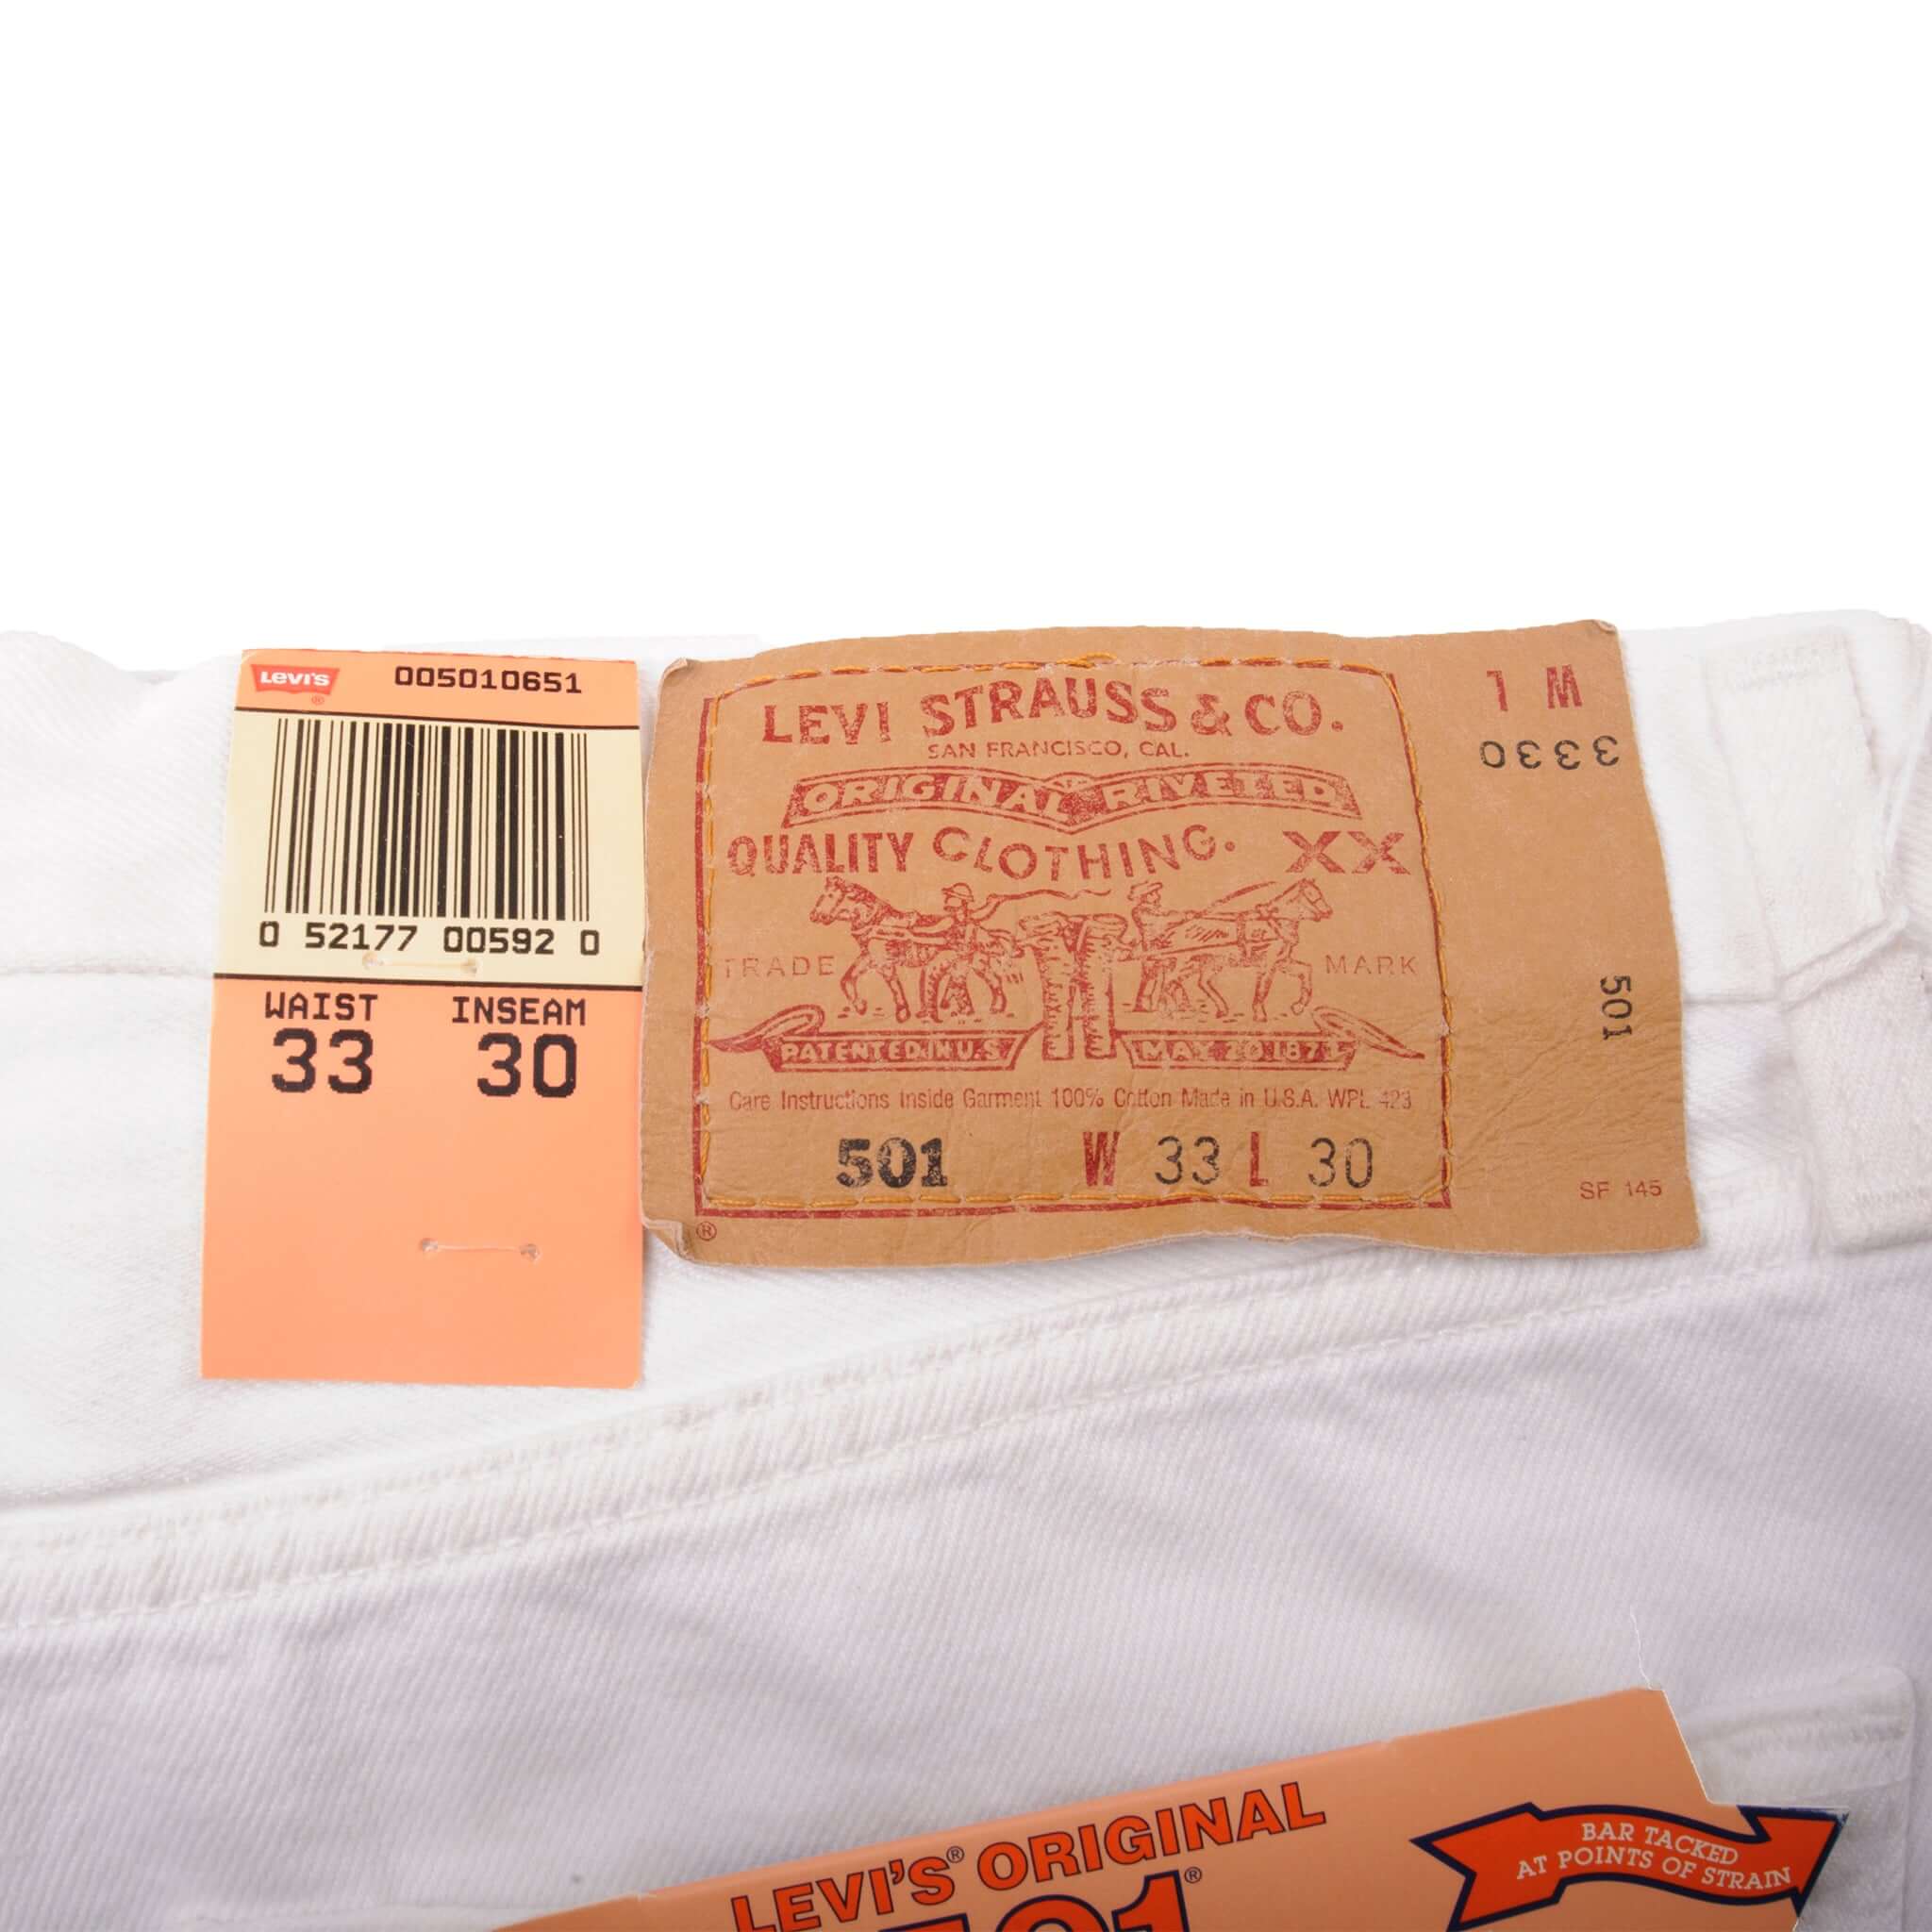 LEVI'S
®
005010651
0 52177 00592 0
WAIST INSEAM
33 30
LEVI STRAUSS & CO.
SAN FRANCISCO, CAL.
ORIGINAL RIVETED
QUALITY CLOTHING. XX
TRADE MARK
PATENTED IN U.S MAY 20 1873
Care Instructions Inside Garment 100% Cotton Made in U.S.A. WPL 423
501 W 33 L 30
®
W L
3330
501
SF 145
LEVI'S® ORIGINAL
501®
BAR TACKED
AT POINTS OF STRAIN